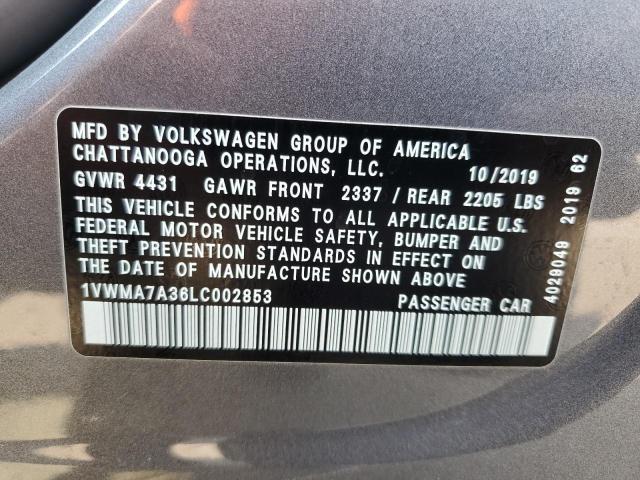 MFD BY VOLKSWAGEN GROUP OF AMERICA
CHATTANOOGA OPERATIONS, LLC. 10/2019
GVWR 4431 GAWR FRONT 2337 / REAR 2205 LBS
THIS VEHICLE CONFORMS TO ALL APPLICABLE U.S.
FEDERAL MOTOR VEHICLE SAFETY, BUMPER AND
THEFT PREVENTION STANDARDS IN EFFECT ON
THE DATE OF MANUFACTURE SHOWN ABOVE
1VWMA7A36LC002853 PASSENGER CAR
4029049 2019 62